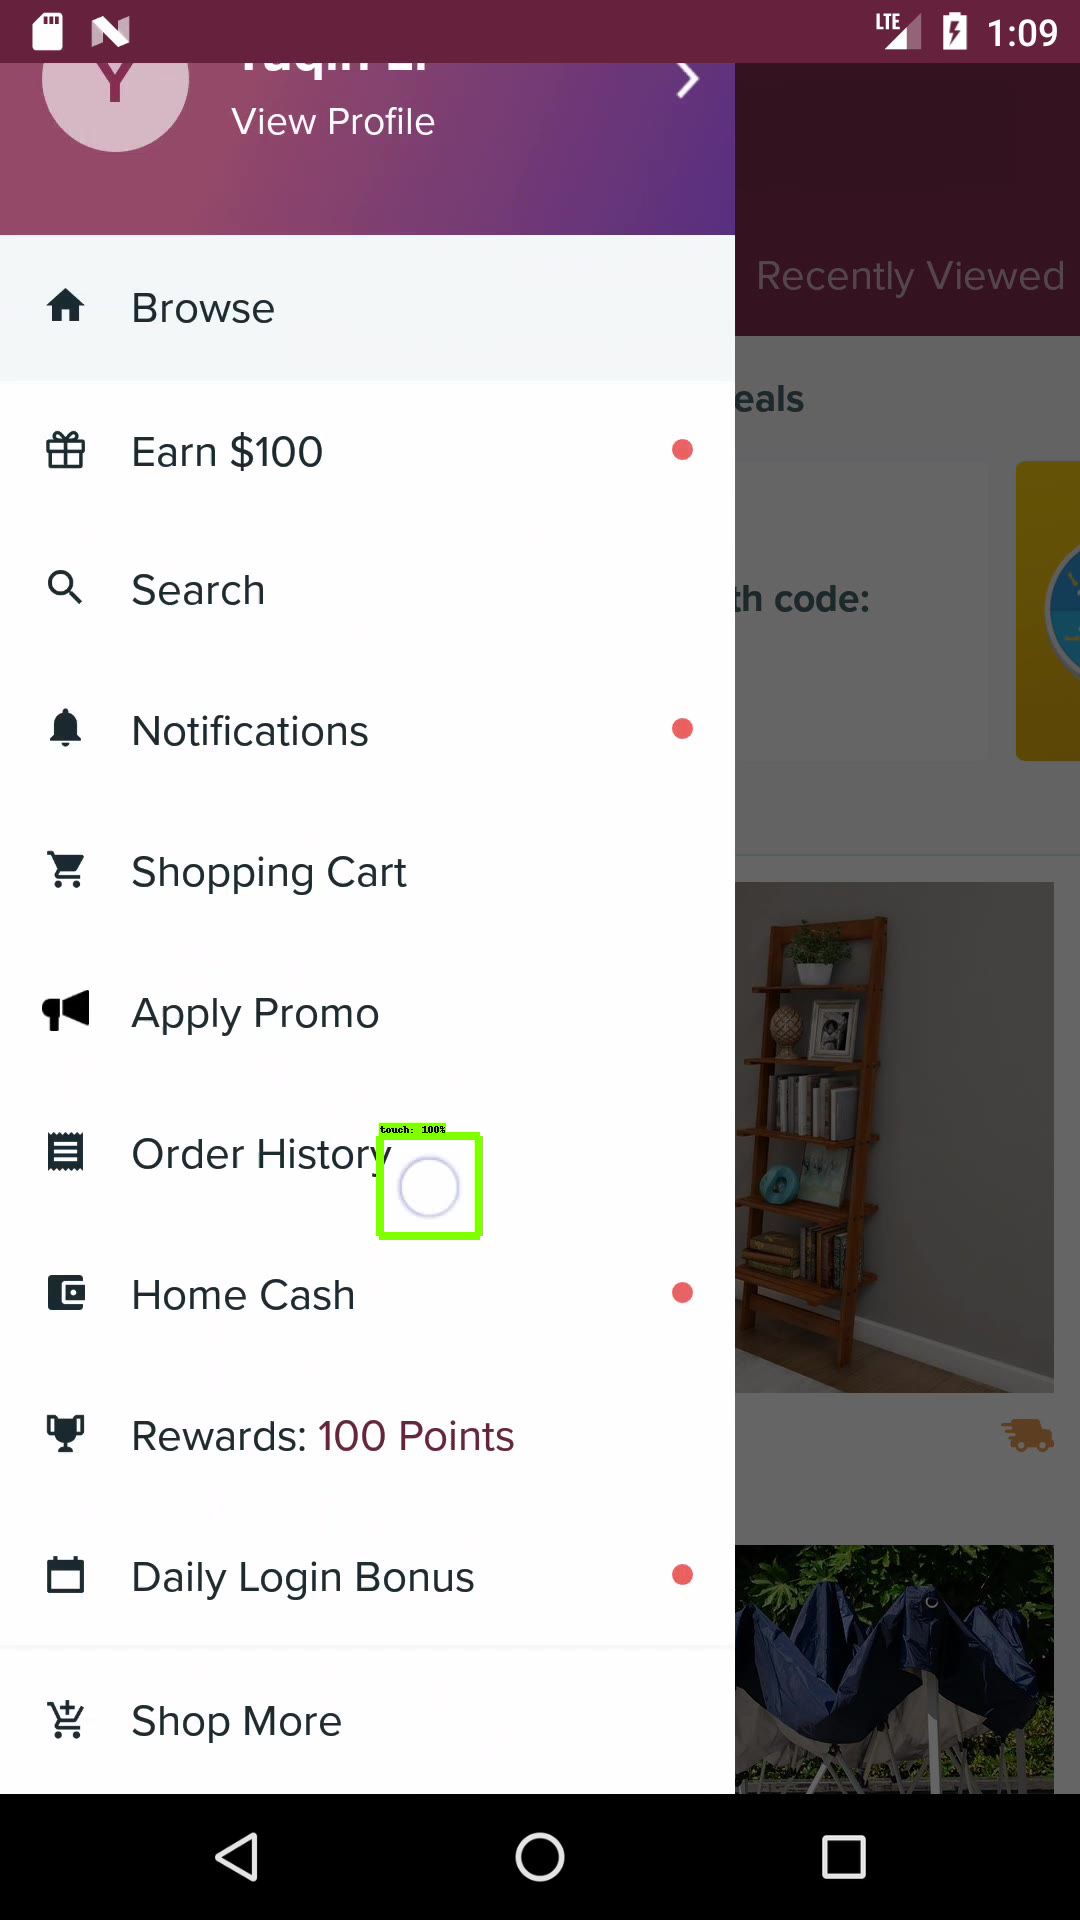 LTE 1:09
Y
View Profile
Recently Viewed
Browse
eals
Earn $100
Search
th code:
Notifications
Shopping Cart
Apply Promo
touch: 100%
Order History
Home Cash
Rewards: 100 Points
Daily Login Bonus
Shop More